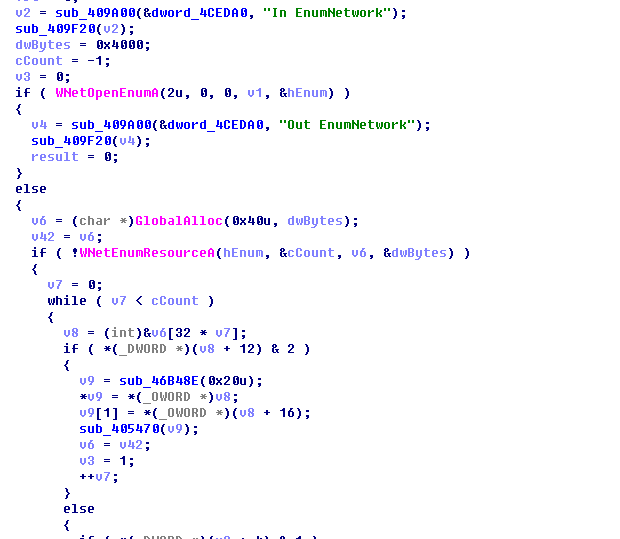 v2 = sub_409A00(&dword_4CEDA0, "In EnumNetwork");
sub_409F20(v2);
dwBytes = 0x4000;
cCount = -1;
v3 = 0;
if ( WNetOpenEnumA(2u, 0, 0, v1, &hEnum) )
{
v4 = sub_409A00(&dword_4CEDA0, "Out EnumNetwork");
sub_409F20(v4);
result = 0;
}
else
{
v6 = (char *)GlobalAlloc(0x40u, dwBytes);
v42 = v6;
if ( !WNetEnumResourceA(hEnum, &cCount, v6, &dwBytes) )
{
v7 = 0;
while ( v7 < cCount )
{
v8 = (int)&v6[32 * v7];
if ( *(_DWORD *)(v8 + 12) & 2 )
{
v9 = sub_46B48E(0x20u);
*v9 = *(_OWORD *)v8;
v9[1] = *(_OWORD *)(v8 + 16);
sub_405470(v9);
v6 = v42;
v3 = 1;
++v7;
}
else
{